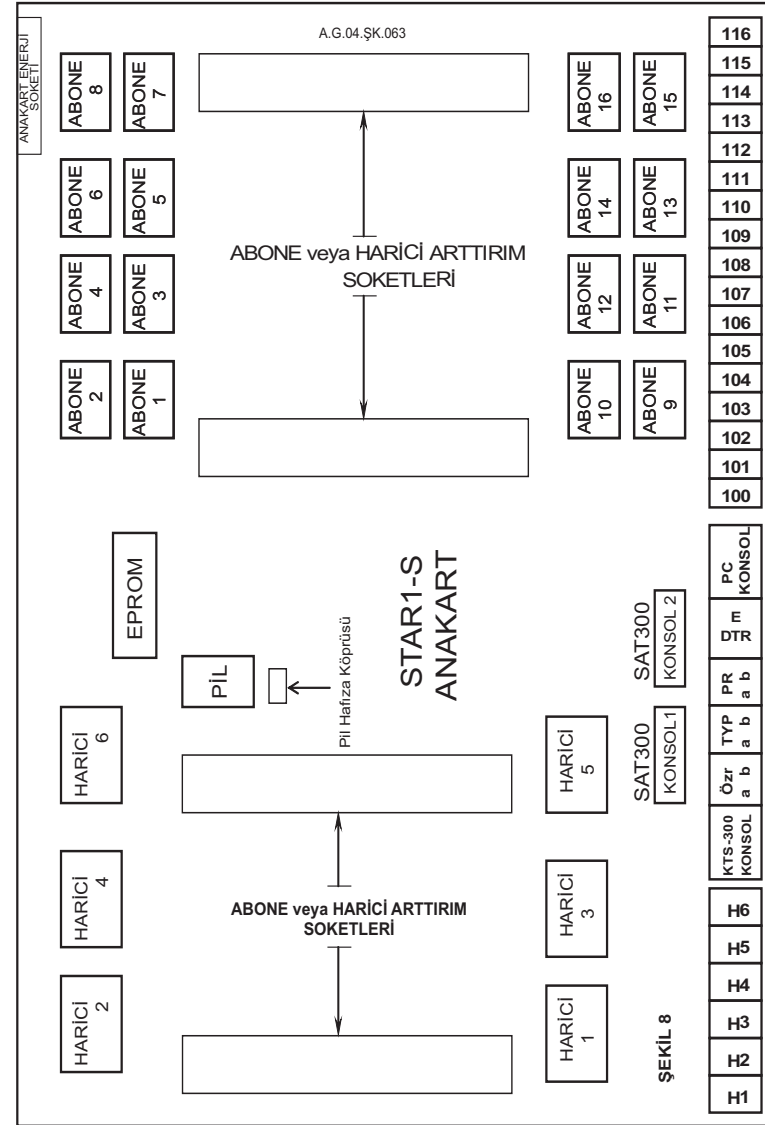 A.G.04.ŞK.063
ANAKART ENERJİ
SOKETİ
ABONE
8
ABONE
7
ABONE
6
ABONE
5
ABONE
4
ABONE
3
ABONE
2
ABONE
1
ABONE veya HARİCİ ARTTIRIM
SOKETLERİ
ABONE
16
ABONE
15
ABONE
14
ABONE
13
ABONE
12
ABONE
11
ABONE
10
ABONE
9
116
115
114
113
112
111
110
109
108
107
106
105
104
103
102
101
100
EPROM
PİL
Pil Hafıza Köprüsü
STAR1-S
ANAKART
SAT300
KONSOL 2
SAT300
KONSOL1
PC
KONSOL
E
DTR
PR
a b
TYP
a b
Özr
a b
KTS-300
KONSOL
HARİCİ
6
HARİCİ
5
HARİCİ
4
HARİCİ
3
HARİCİ
2
HARİCİ
1
ABONE veya HARİCİ ARTTIRIM
SOKETLERİ
H6
H5
H4
H3
H2
H1
ŞEKİL 8